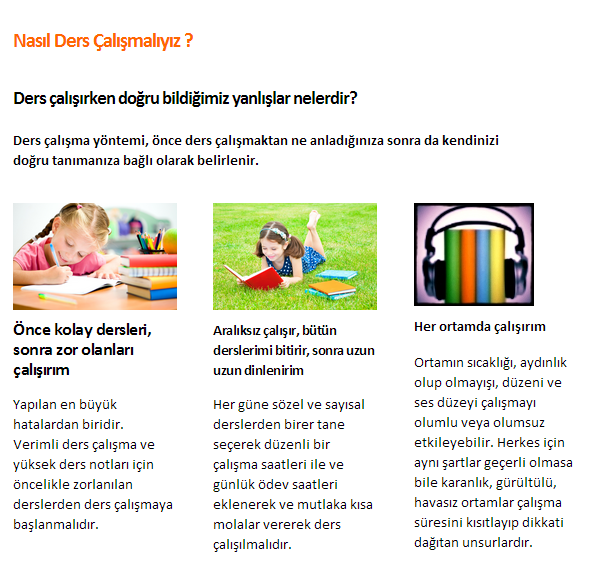 Nasıl Ders Çalışmalıyız ?
Ders çalışırken doğru bildiğimiz yanlışlar nelerdir?
Ders çalışma yöntemi, önce ders çalışmaktan ne anladığınıza sonra da kendinizi
doğru tanımanıza bağlı olarak belirlenir.
Önce kolay dersleri,
sonra zor olanları
çalışırım
Yapılan en büyük
hatalardan biridir.
Verimli ders çalışma ve
yüksek ders notları için
öncelikle zorlanılan
derslerden ders çalışmaya
başlanmalıdır.
Aralıksız çalışır, bütün
derslerimi bitirir, sonra uzun
uzun dinlenirim
Her güne sözel ve sayısal
derslerden birer tane
seçerek düzenli bir
çalışma saatleri ile ve
günlük ödev saatleri
eklenerek ve mutlaka kısa
molalar vererek ders
çalışılmalıdır.
Her ortamda çalışırım
Ortamın sıcaklığı, aydınlık
olup olmayışı, düzeni ve
ses düzeyi çalışmayı
olumlu veya olumsuz
etkileyebilir. Herkes için
aynı şartlar geçerli olmasa
bile karanlık, gürültülü,
havasız ortamlar çalışma
süresini kısıtlayıp dikkati
dağıtan unsurlardır.